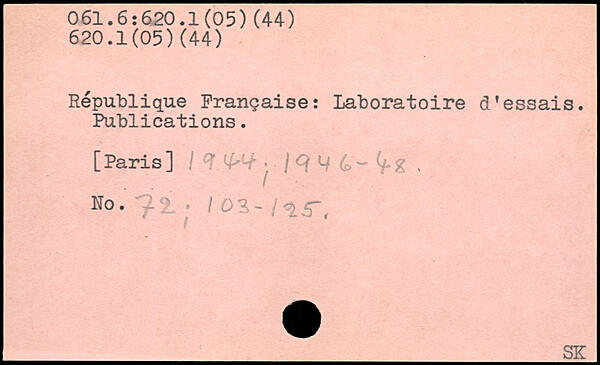 061.6:620.1(05)(44)
620.1(05)(44)
République Française: Laboratoire d'essais.
Publications.
[Paris] 1944; 1946-48.
No. 72; 103-125.
SK